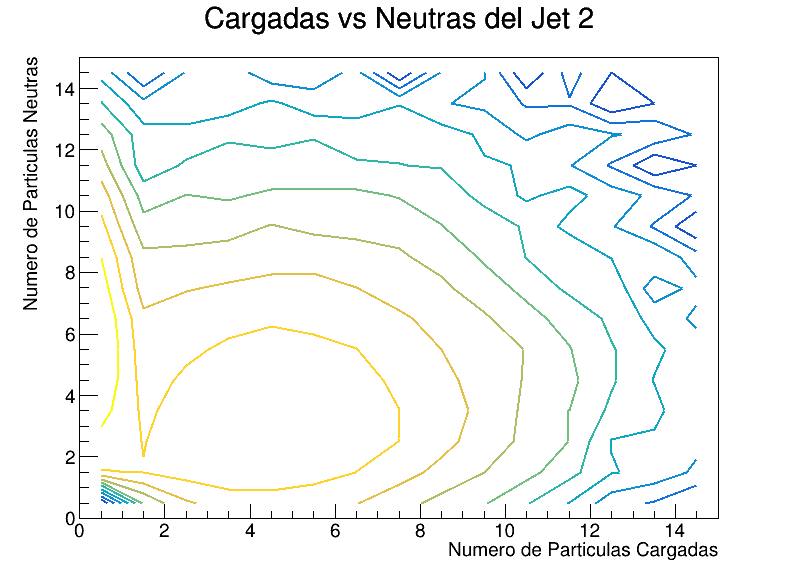 Cargadas vs Neutras del Jet 2
Numero de Particulas Neutras
14
12
10
8
6
4
2
0
0 2 4 6 8 10 12 14
Numero de Particulas Cargadas